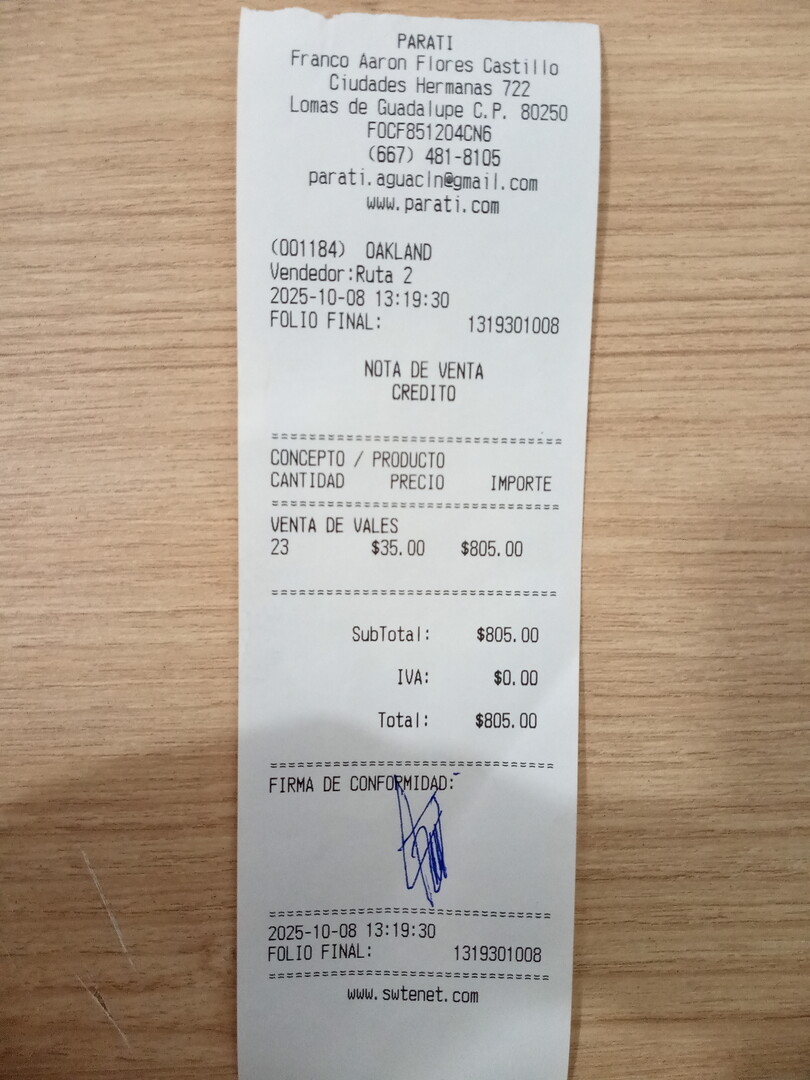 PARATI
Franco Aaron Flores Castillo
Ciudades Hermanas 722
Lomas de Guadalupe C.P. 80250
FOCF851204CN6
(667) 481-8105
parati.aguacln@gmail.com
www.parati.com
(001184) OAKLAND
Vendedor:Ruta 2
2025-10-08 13:19:30
FOLIO FINAL: 1319301008
NOTA DE VENTA
CREDITO
==============================
CONCEPTO / PRODUCTO
CANTIDAD PRECIO IMPORTE
==============================
VENTA DE VALES
23 $35.00 $805.00
==============================
SubTotal: $805.00
IVA: $0.00
Total: $805.00
==============================
FIRMA DE CONFORMIDAD:
==============================
2025-10-08 13:19:30
FOLIO FINAL: 1319301008
==============================
www.swtenet.com